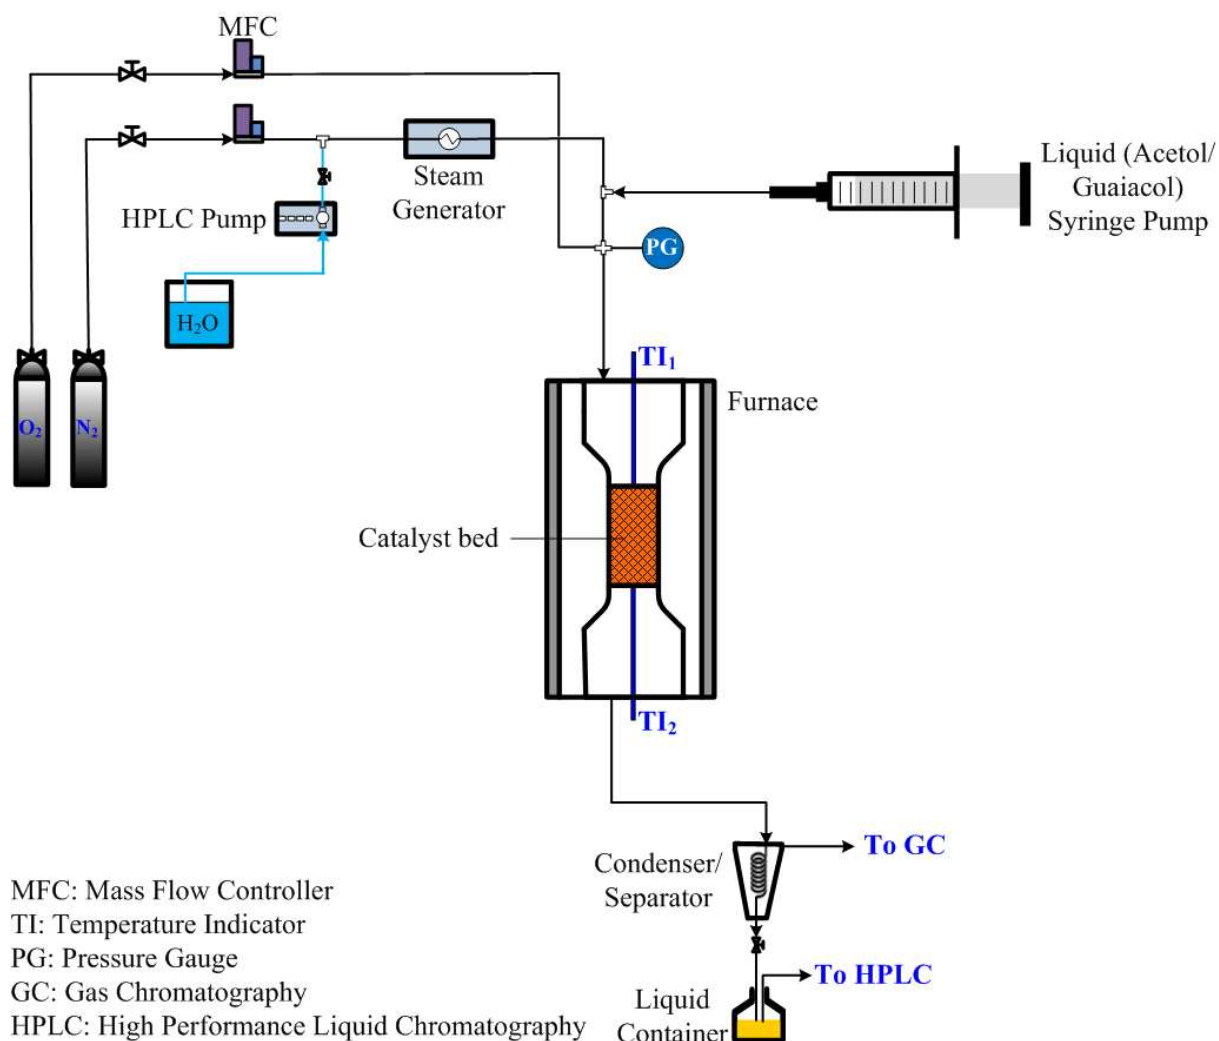 MFC
Liquid (Acetol/
Guaiacol)
Syringe Pump
Steam
Generator
HPLC Pump
PG
H₂O
O₂
N₂
TI₁
Furnace
Catalyst bed
TI₂
To GC
Condenser/
Separator
To HPLC
Liquid
Container
MFC: Mass Flow Controller
TI: Temperature Indicator
PG: Pressure Gauge
GC: Gas Chromatography
HPLC: High Performance Liquid Chromatography